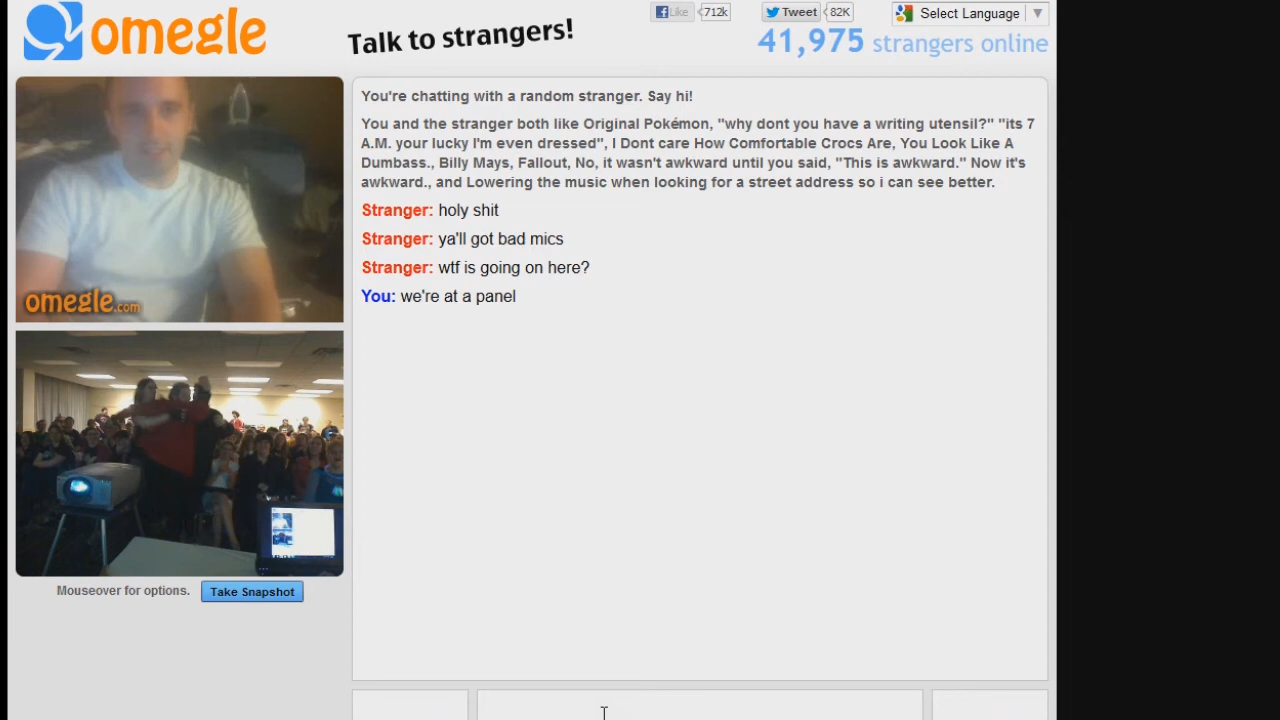 omegle
Talk to strangers!
Like
712k
Tweet
82K
Select Language
41,975 strangers online
You're chatting with a random stranger. Say hi!
You and the stranger both like Original Pokémon, "why dont you have a writing utensil?" "its 7
A.M. your lucky I'm even dressed", I Dont care How Comfortable Crocs Are, You Look Like A
Dumbass., Billy Mays, Fallout, No, it wasn't awkward until you said, "This is awkward." Now it's
awkward., and Lowering the music when looking for a street address so i can see better.
Stranger: holy shit
Stranger: ya'll got bad mics
Stranger: wtf is going on here?
You: we're at a panel
omegle.com
Mouseover for options.
Take Snapshot